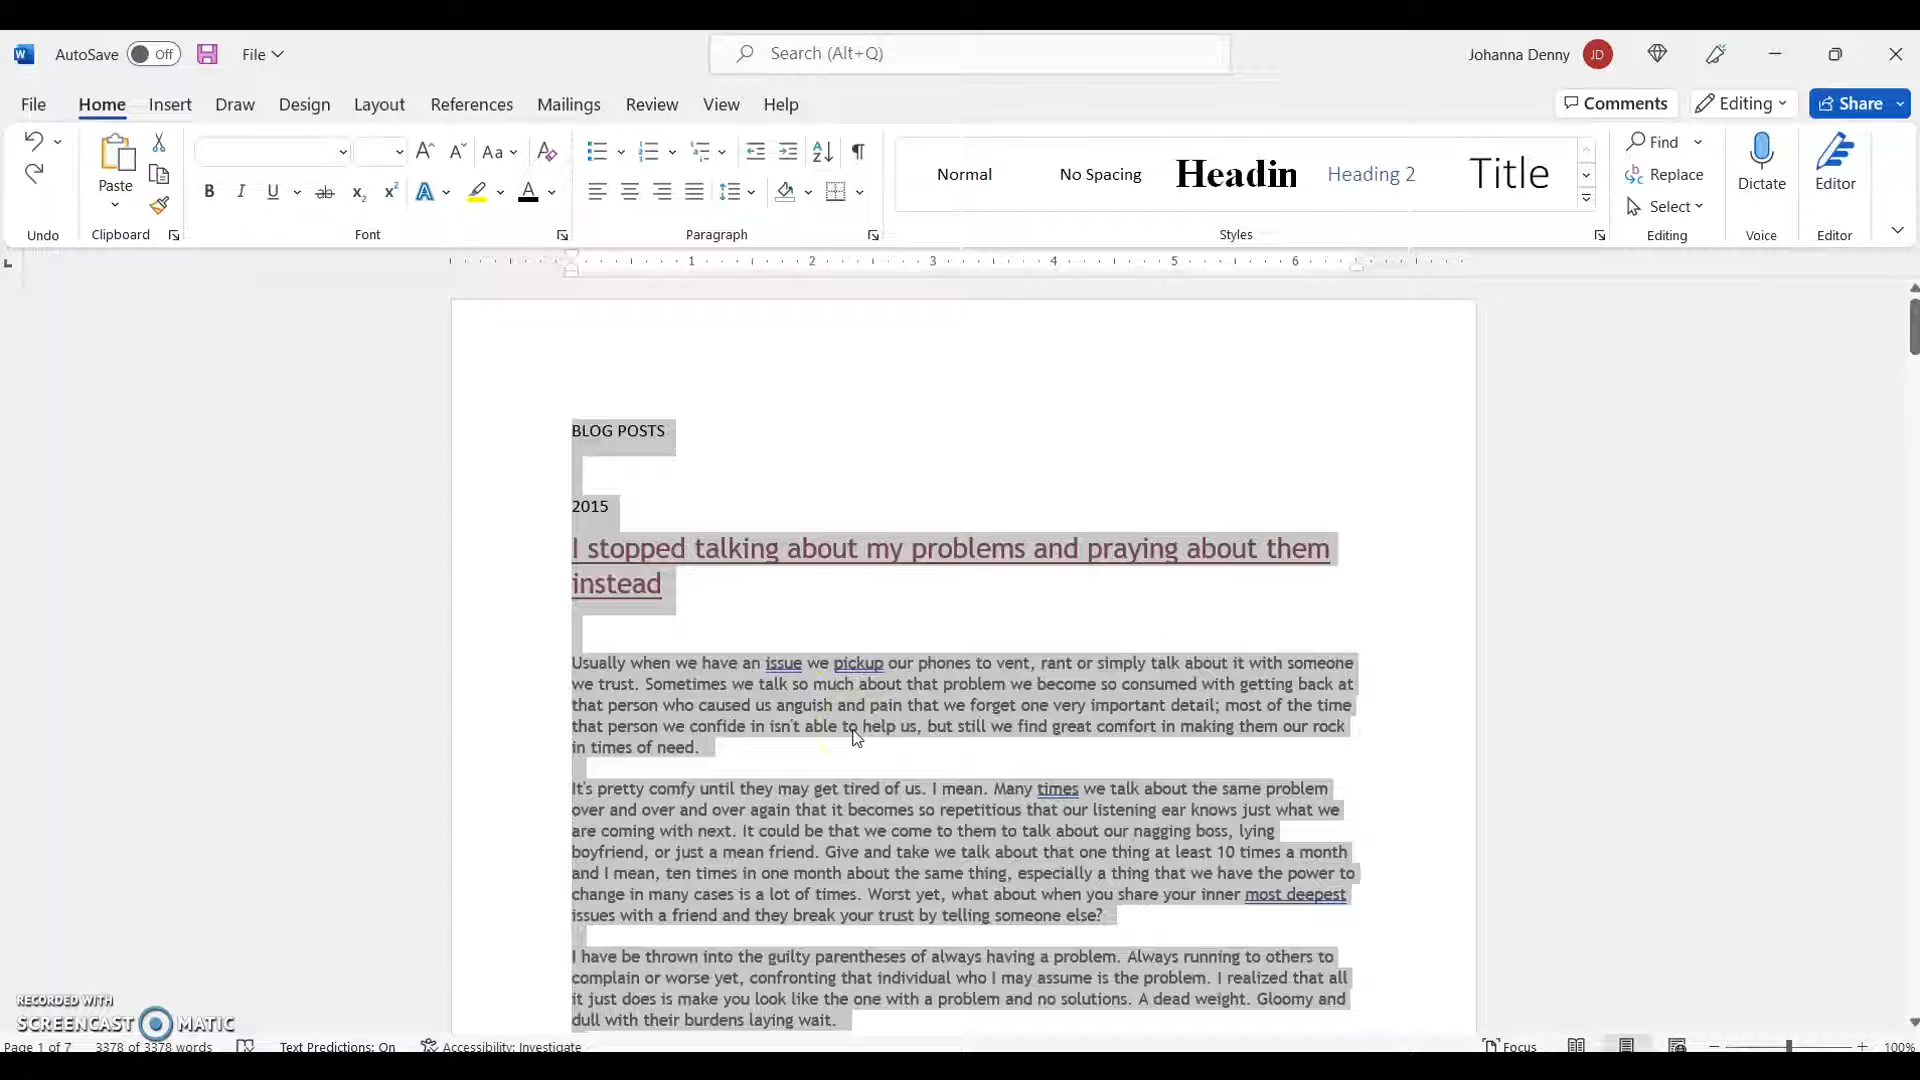 AutoSave Off File Search (Alt+Q) Johanna Denny JD
File Home Insert Draw Design Layout References Mailings Review View Help Comments Editing Share
Paste Aa Normal No Spacing Headin Heading 2 Title Find Replace Select Dictate Editor
B I U ab x₂ x² A A
Undo Clipboard Font Paragraph Styles Editing Voice Editor
1 2 3 4 5 6
BLOG POSTS
2015
I stopped talking about my problems and praying about them
instead
Usually when we have an issue we pickup our phones to vent, rant or simply talk about it with someone
we trust. Sometimes we talk so much about that problem we become so consumed with getting back at
that person who caused us anguish and pain that we forget one very important detail; most of the time
that person we confide in isn't able to help us, but still we find great comfort in making them our rock
in times of need.
It's pretty comfy until they may get tired of us. I mean. Many times we talk about the same problem
over and over and over again that it becomes so repetitious that our listening ear knows just what we
are coming with next. It could be that we come to them to talk about our nagging boss, lying
boyfriend, or just a mean friend. Give and take we talk about that one thing at least 10 times a month
and I mean, ten times in one month about the same thing, especially a thing that we have the power to
change in many cases is a lot of times. Worst yet, what about when you share your inner most deepest
issues with a friend and they break your trust by telling someone else?
I have be thrown into the guilty parentheses of always having a problem. Always running to others to
complain or worse yet, confronting that individual who I may assume is the problem. I realized that all
it just does is make you look like the one with a problem and no solutions. A dead weight. Gloomy and
dull with their burdens laying wait.
RECORDED WITH
SCREENCAST MATIC
Page 1 of 7 3378 of 3378 words Text Predictions: On Accessibility: Investigate Focus 100%